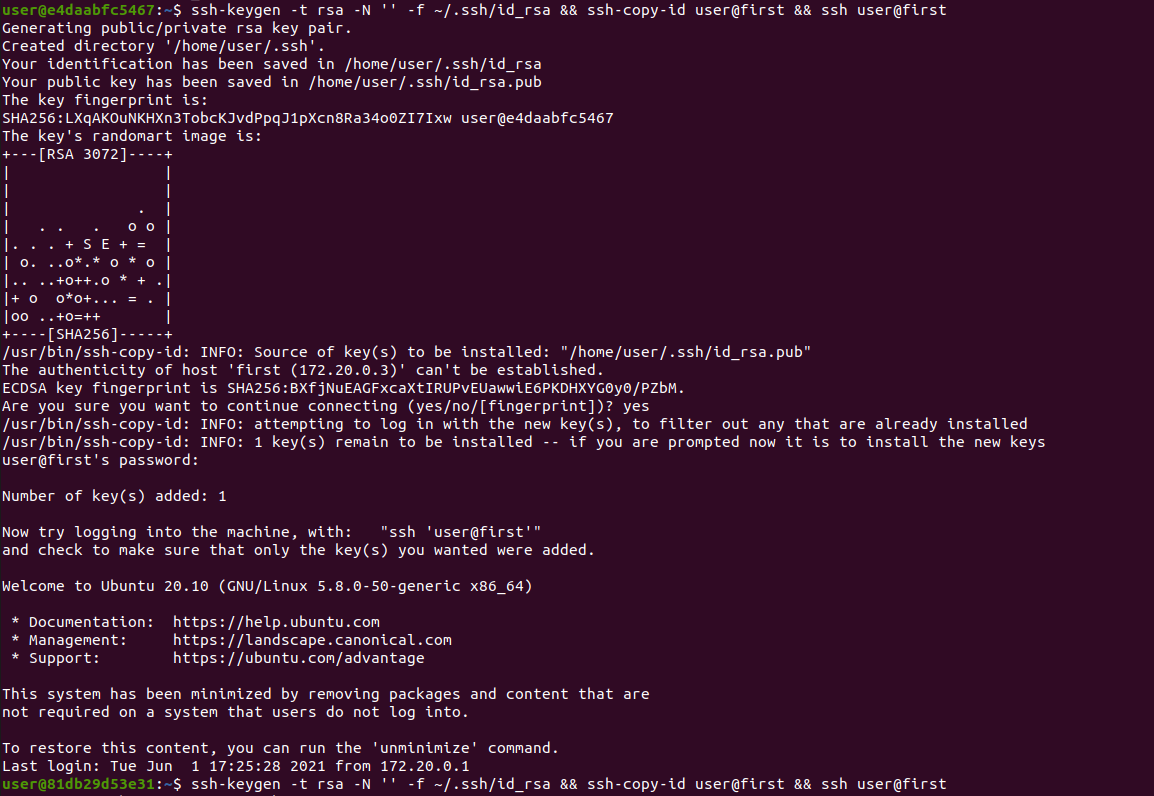 user@e4daabfc5467:~$ ssh-keygen -t rsa -N '' -f ~/.ssh/id_rsa && ssh-copy-id user@first && ssh user@first
Generating public/private rsa key pair.
Created directory '/home/user/.ssh'.
Your identification has been saved in /home/user/.ssh/id_rsa
Your public key has been saved in /home/user/.ssh/id_rsa.pub
The key fingerprint is:
SHA256:LXqAKOuNKHXn3TobcKJvdPpqJ1pXcn8Ra34o0ZI7Ixw user@e4daabfc5467
The key's randomart image is:
+---[RSA 3072]----+
|                 |
|                 |
|              .  |
|   . .   .   o o |
|. . . + S E + =  |
| o. ..o*.* o * o |
|.. ..+o++.o * + .|
|+ o  o*o+... = . |
|oo ..+o=++       |
+----[SHA256]-----+
/usr/bin/ssh-copy-id: INFO: Source of key(s) to be installed: "/home/user/.ssh/id_rsa.pub"
The authenticity of host 'first (172.20.0.3)' can't be established.
ECDSA key fingerprint is SHA256:BXfjNuEAGFxcaXtIRUPvEUawwiE6PKDHXYG0y0/PZbM.
Are you sure you want to continue connecting (yes/no/[fingerprint])? yes
/usr/bin/ssh-copy-id: INFO: attempting to log in with the new key(s), to filter out any that are already installed
/usr/bin/ssh-copy-id: INFO: 1 key(s) remain to be installed -- if you are prompted now it is to install the new keys
user@first's password:
Number of key(s) added: 1
Now try logging into the machine, with:   "ssh 'user@first'"
and check to make sure that only the key(s) you wanted were added.
Welcome to Ubuntu 20.10 (GNU/Linux 5.8.0-50-generic x86_64)
 * Documentation:  https://help.ubuntu.com
 * Management:     https://landscape.canonical.com
 * Support:        https://ubuntu.com/advantage
This system has been minimized by removing packages and content that are
not required on a system that users do not log into.
To restore this content, you can run the 'unminimize' command.
Last login: Tue Jun  1 17:25:28 2021 from 172.20.0.1
user@81db29d53e31:~$ ssh-keygen -t rsa -N '' -f ~/.ssh/id_rsa && ssh-copy-id user@first && ssh user@first